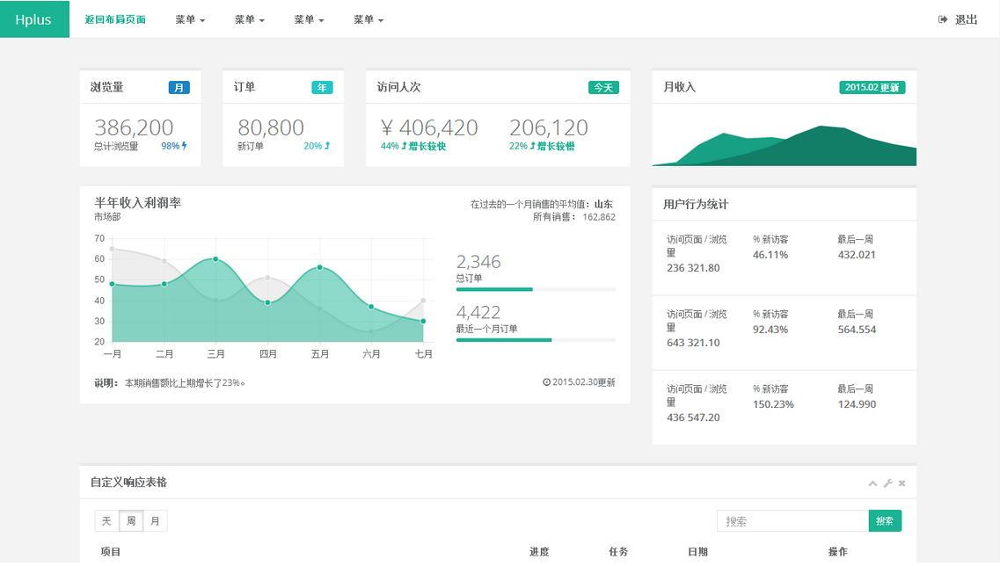 Hplus 返回布局页面 菜单 菜单 菜单 菜单 退出
浏览量 月
386,200
总计浏览量 98%
订单 年
80,800
新订单 20%
访问人次 今天
¥ 406,420 206,120
44% 增长较快 22% 增长较慢
月收入 2015.02 更新
半年收入利润率
市场部
在过去的一个月销售的平均值：山东
所有销售： 162,862
70
60
50
40
30
20
一月 二月 三月 四月 五月 六月 七月
2,346
总订单
4,422
最近一个月订单
说明： 本期销售额比上期增长了23%。
2015.02.30更新
用户行为统计
访问页面 / 浏览 % 新访客 最后一周
量 46.11% 432.021
236 321.80
访问页面 / 浏览 % 新访客 最后一周
量 92.43% 564.554
643 321.10
访问页面 / 浏览 % 新访客 最后一周
量 150.23% 124.990
436 547.20
自定义响应表格
天 周 月 搜索 搜索
项目 进度 任务 日期 操作